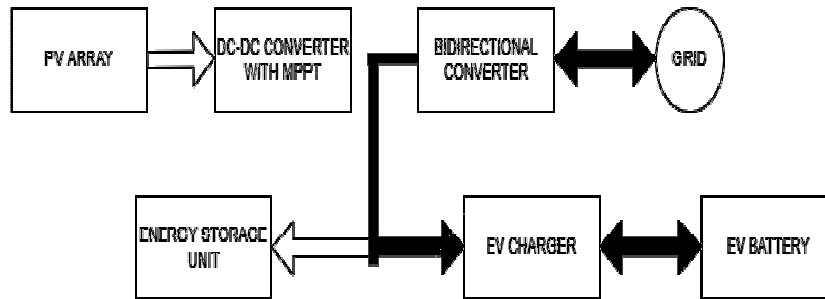 PV ARRAY
DC-DC CONVERTER
WITH MPPT
BIDIRECTIONAL
CONVERTER
GRID
ENERGY STORAGE
UNIT
EV CHARGER
EV BATTERY